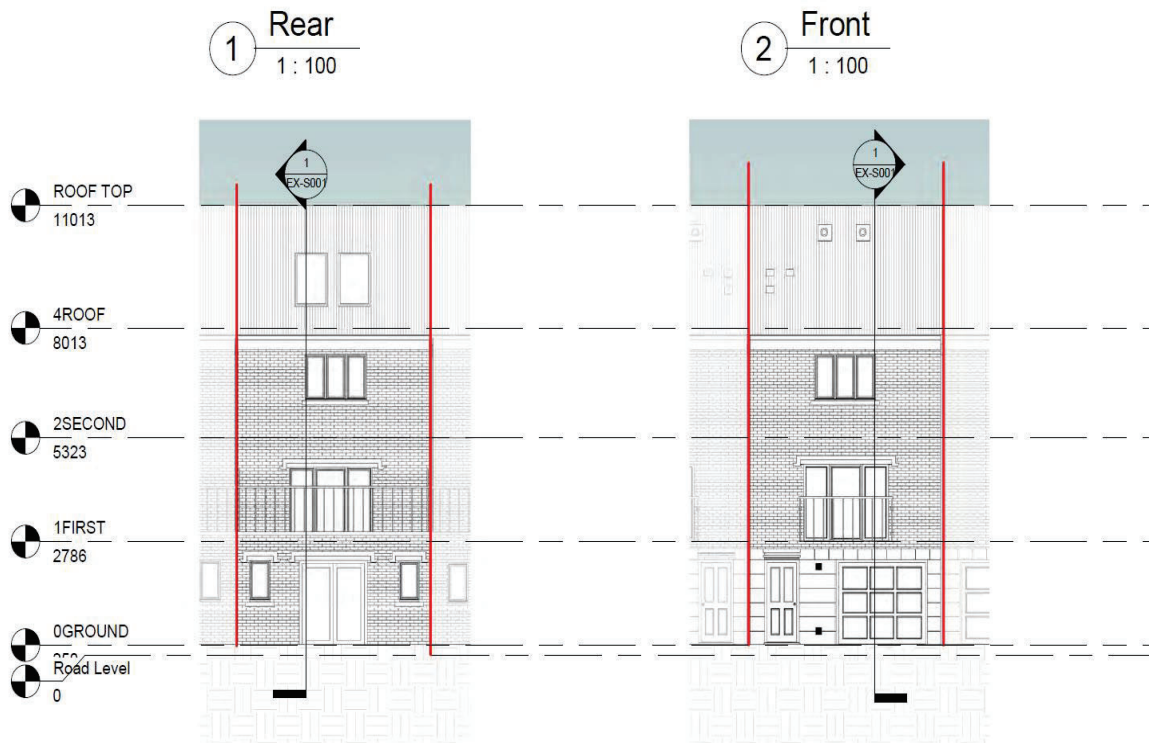 1
Rear
1 : 100
2
Front
1 : 100
1
EX-S001
1
EX-S001
ROOF TOP
11013
4ROOF
8013
2SECOND
5323
1FIRST
2786
0GROUND
Road Level
0